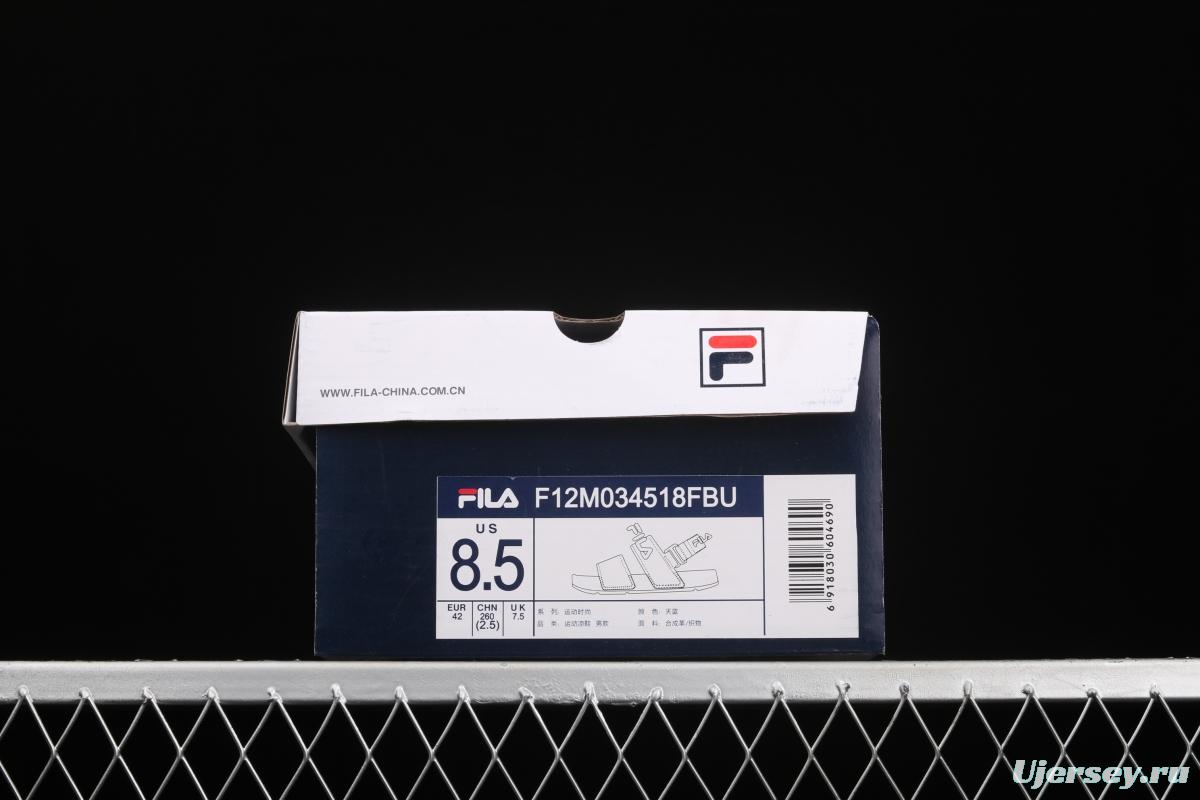 WWW.FILA-CHINA.COM.CN
FILA F12M034518FBU
US
8.5
EUR
42
CHN
260
(2.5)
UK
7.5
系 列: 运动时尚
颜 色: 天蓝
品 类: 运动凉鞋 男款
面 料: 合成革/织物
6 918030 604690
Ujersey.ru